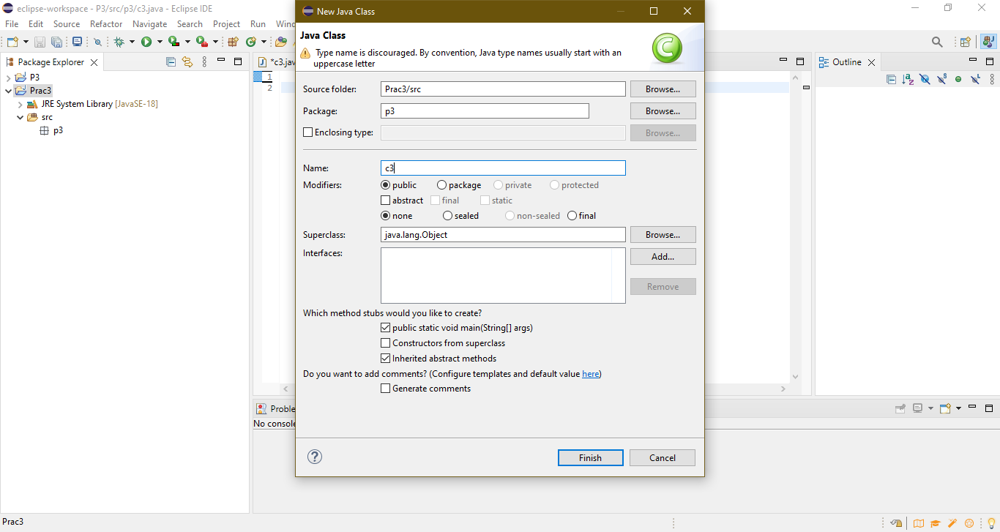 eclipse-workspace - P3/src/p3/c3.java - Eclipse IDE
File Edit Source Refactor Navigate Search Project Run Wind
Package Explorer
P3
Prac3
JRE System Library [JavaSE-18]
src
p3
*c3.jav
1
2
New Java Class
Java Class
Type name is discouraged. By convention, Java type names usually start with an
uppercase letter
Source folder: Prac3/src Browse...
Package: p3 Browse...
Enclosing type: Browse...
Name: c3
Modifiers: public package private protected
abstract final static
none sealed non-sealed final
Superclass: java.lang.Object Browse...
Interfaces: Add...
Remove
Which method stubs would you like to create?
public static void main(String[] args)
Constructors from superclass
Inherited abstract methods
Do you want to add comments? (Configure templates and default value here)
Generate comments
Finish Cancel
Outline
Proble
No console
Prac3